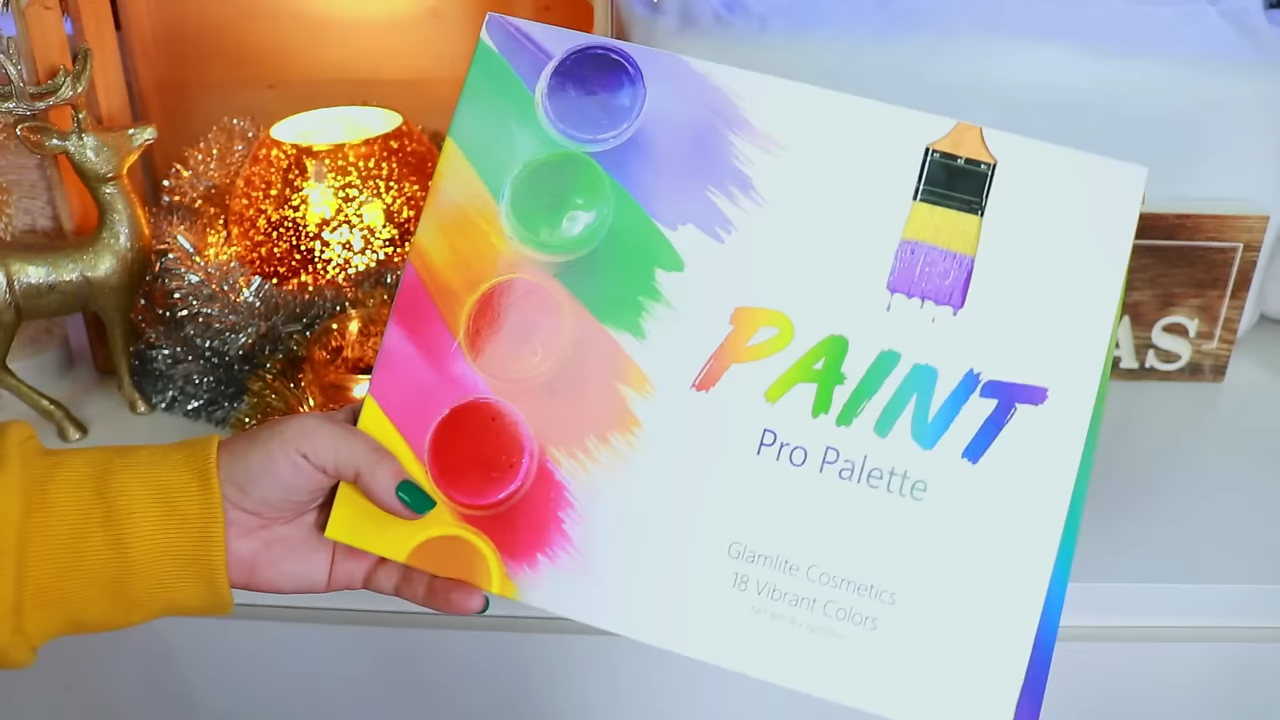 PAINT
Pro Palette
Glamlite Cosmetics
18 Vibrant Colors
AS